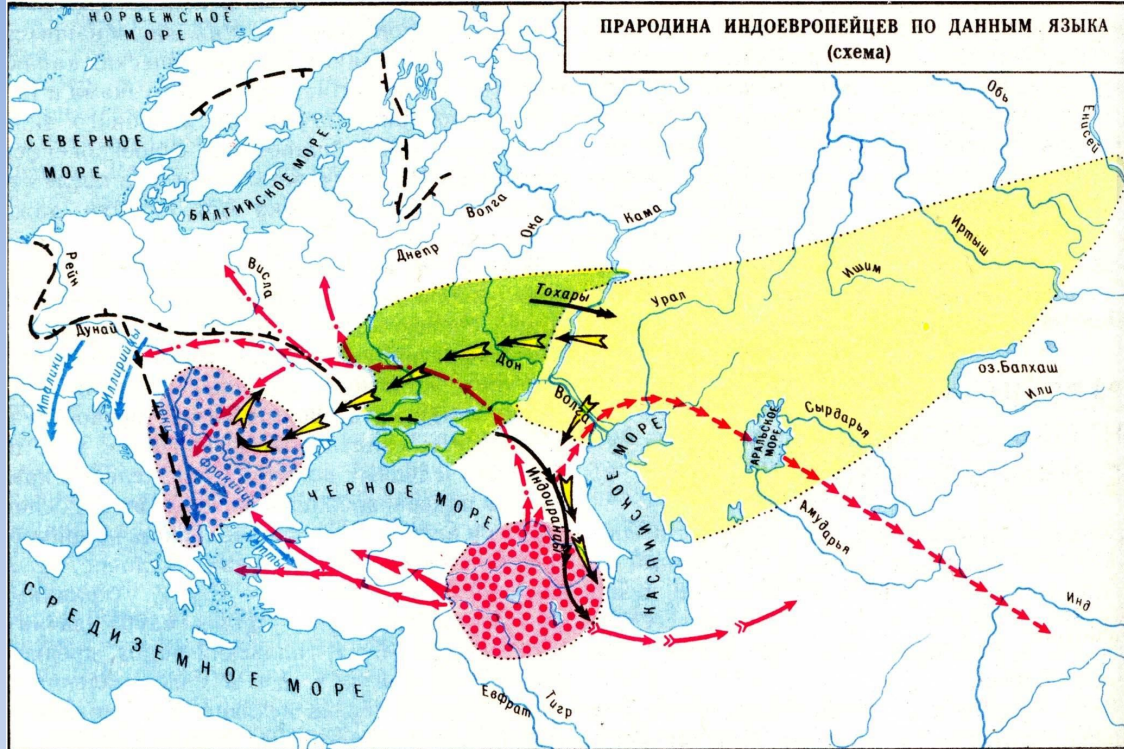 ПРАРОДИНА ИНДОЕВРОПЕЙЦЕВ ПО ДАННЫМ ЯЗЫКА
(схема)
НОРВЕЖСКОЕ
МОРЕ
СЕВЕРНОЕ
МОРЕ
БАЛТИЙСКОЕ МОРЕ
Обь
Енисей
Волга
Ока
Кама
Днепр
Иртыш
Ишим
Рейн
Висла
Тохары
Урал
Дунай
Италики
Иллирийцы
Дон
оз.Балхаш
Или
Волга
Сырдарья
АРАЛЬСКОЕ
МОРЕ
Греки
Фракийцы
ЧЕРНОЕ МОРЕ
Индоиранцы
КАСПИЙСКОЕ МОРЕ
Амударья
Хетты
Инд
СРЕДИЗЕМНОЕ МОРЕ
Евфрат
Тигр